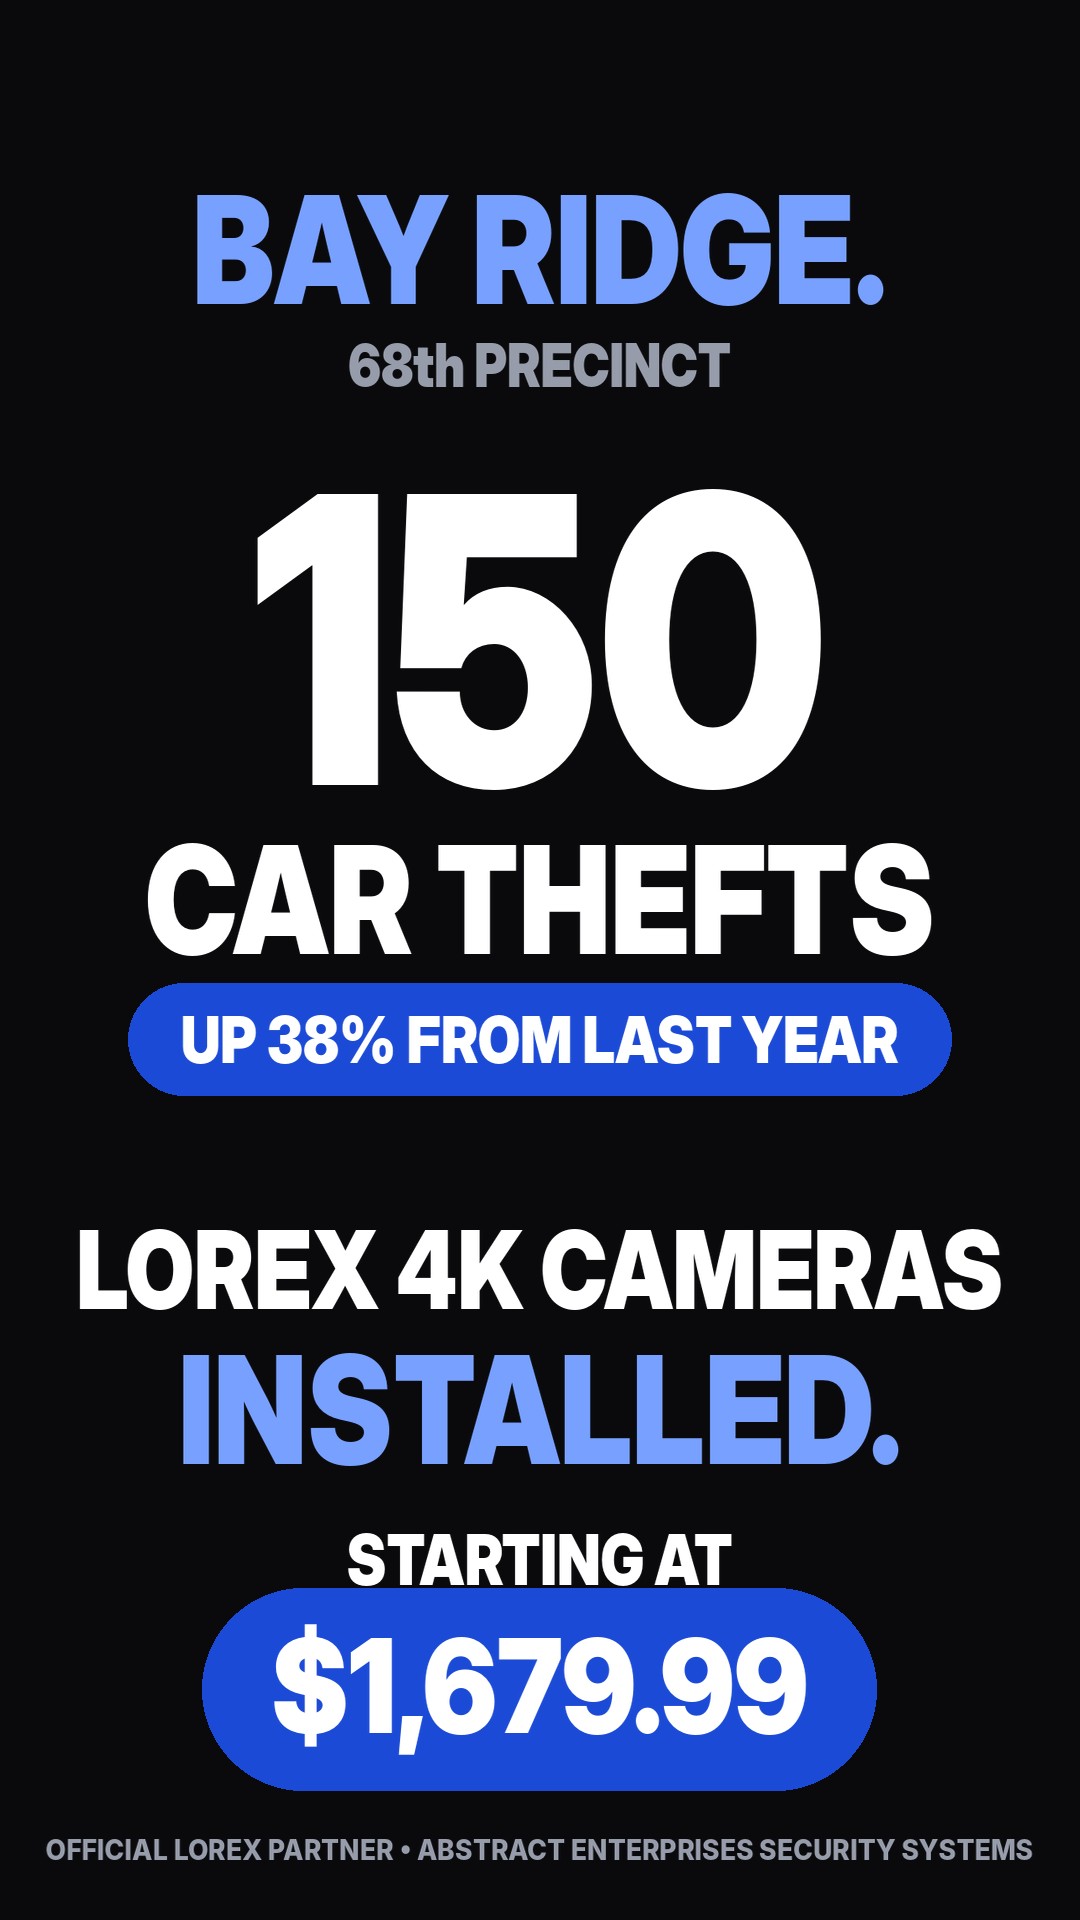 BAY RIDGE.
68th PRECINCT
150
CAR THEFTS
UP 38% FROM LAST YEAR
LOREX 4K CAMERAS
INSTALLED.
STARTING AT
$1,679.99
OFFICIAL LOREX PARTNER • ABSTRACT ENTERPRISES SECURITY SYSTEMS